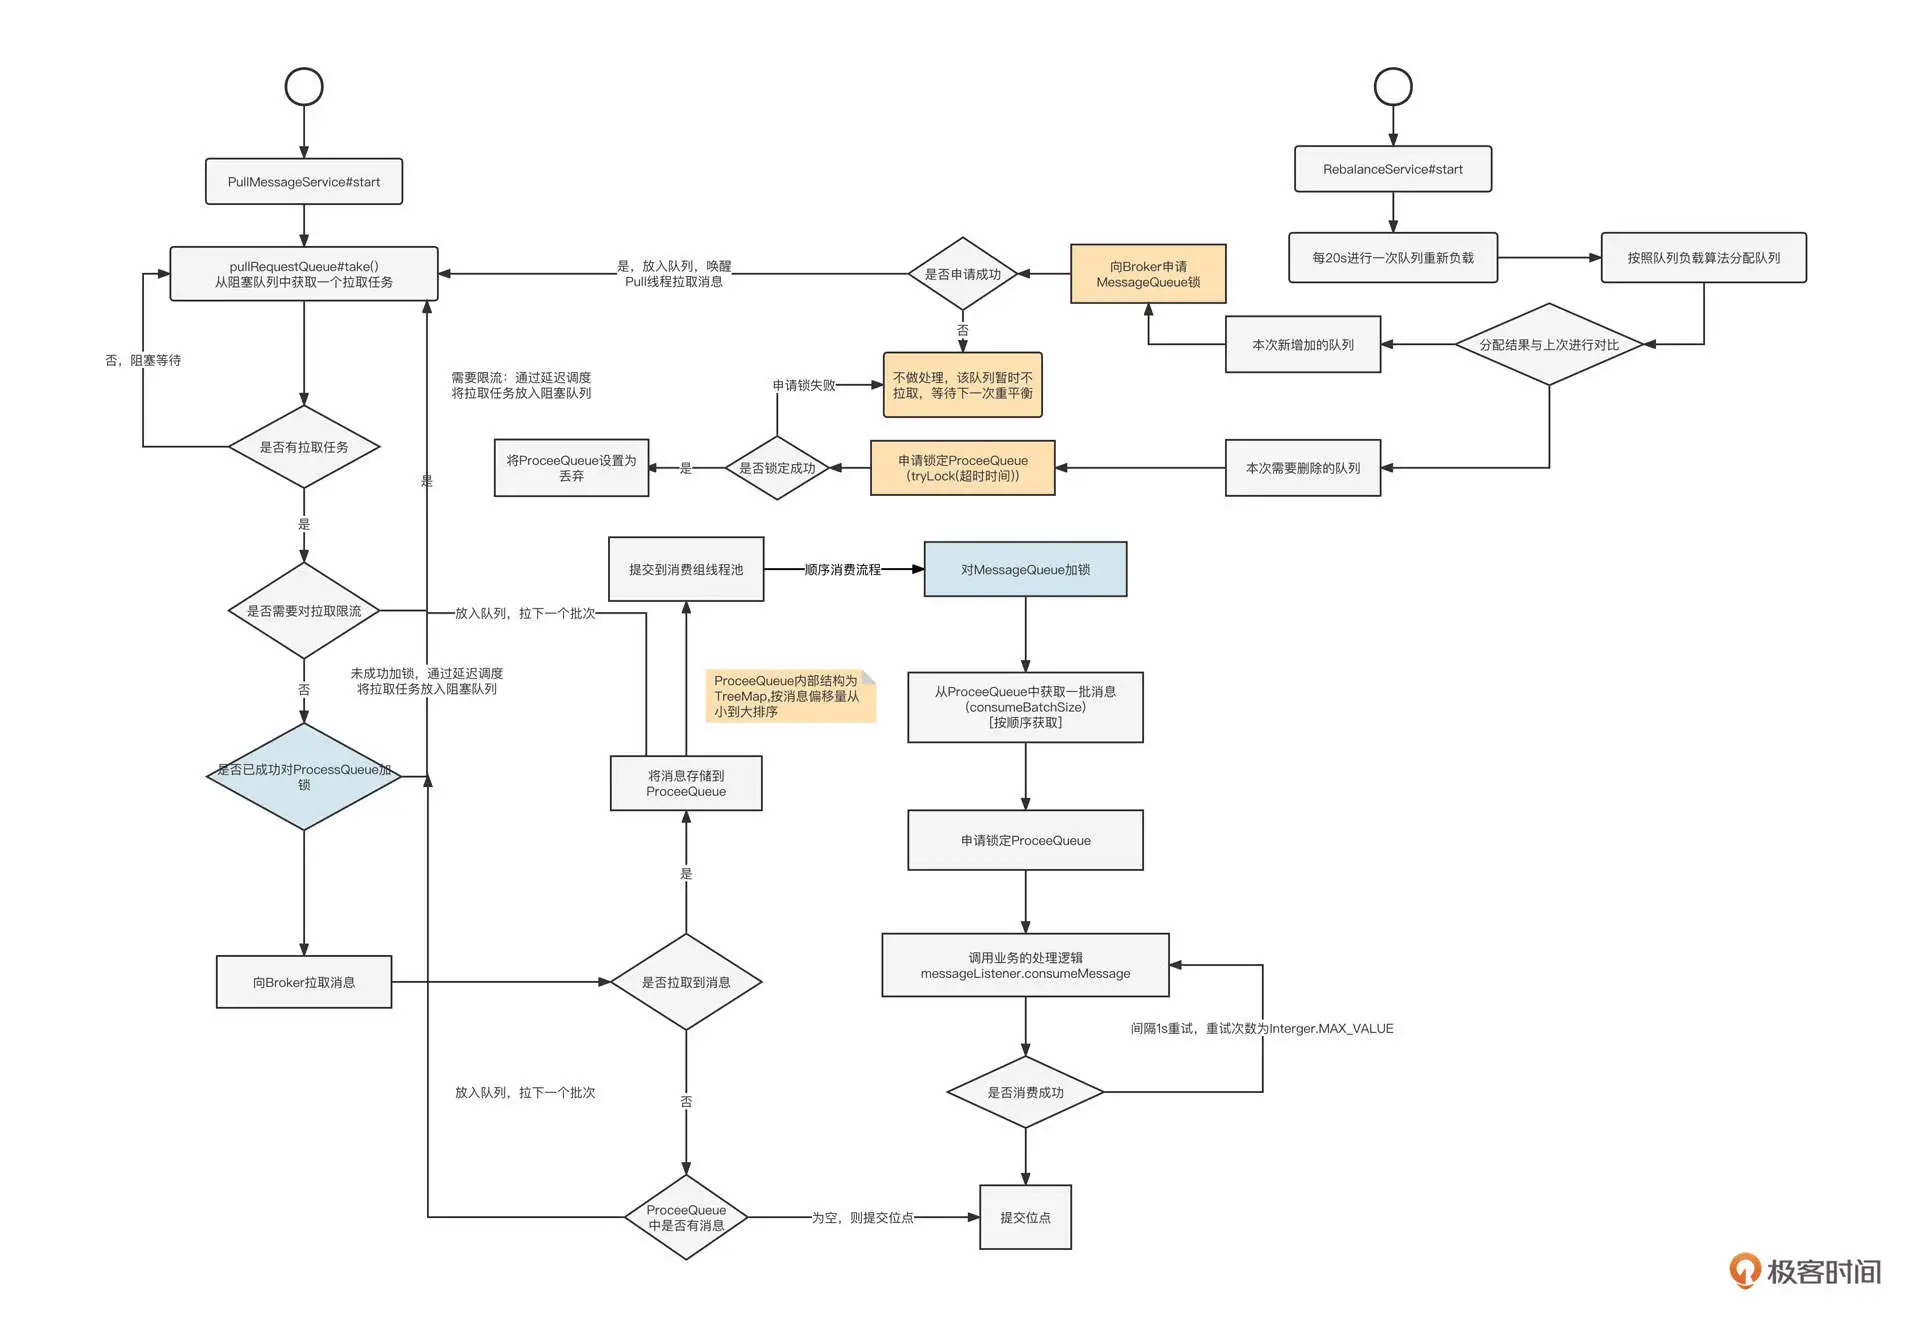 PullMessageService#start
pullRequestQueue#take()
从阻塞队列中获取一个拉取任务
否，阻塞等待
是否有拉取任务
是
是否需要对拉取限流
否
是否已成功对ProcessQueue加
锁
向Broker拉取消息
需要限流：通过延迟调度
将拉取任务放入阻塞队列
是
未成功加锁，通过延迟调度
将拉取任务放入阻塞队列
放入队列，拉下一个批次
放入队列，拉下一个批次
RebalanceService#start
每20s进行一次队列重新负载
按照队列负载算法分配队列
分配结果与上次进行对比
本次新增加的队列
向Broker申请
MessageQueue锁
是否申请成功
是，放入队列，唤醒
Pull线程拉取消息
否
不做处理，该队列暂时不
拉取，等待下一次重平衡
申请锁失败
本次需要删除的队列
申请锁定ProceeQueue
(tryLock(超时时间))
是否锁定成功
是
将ProceeQueue设置为
丢弃
提交到消费组线程池
顺序消费流程
对MessageQueue加锁
ProceeQueue内部结构为
TreeMap,按消息偏移量从
小到大排序
将消息存储到
ProceeQueue
是
是否拉取到消息
否
ProceeQueue
中是否有消息
为空，则提交位点
从ProceeQueue中获取一批消息
(consumeBatchSize)
[按顺序获取]
申请锁定ProceeQueue
调用业务的处理逻辑
messageListener.consumeMessage
间隔1s重试，重试次数为Interger.MAX_VALUE
是否消费成功
提交位点
极客时间